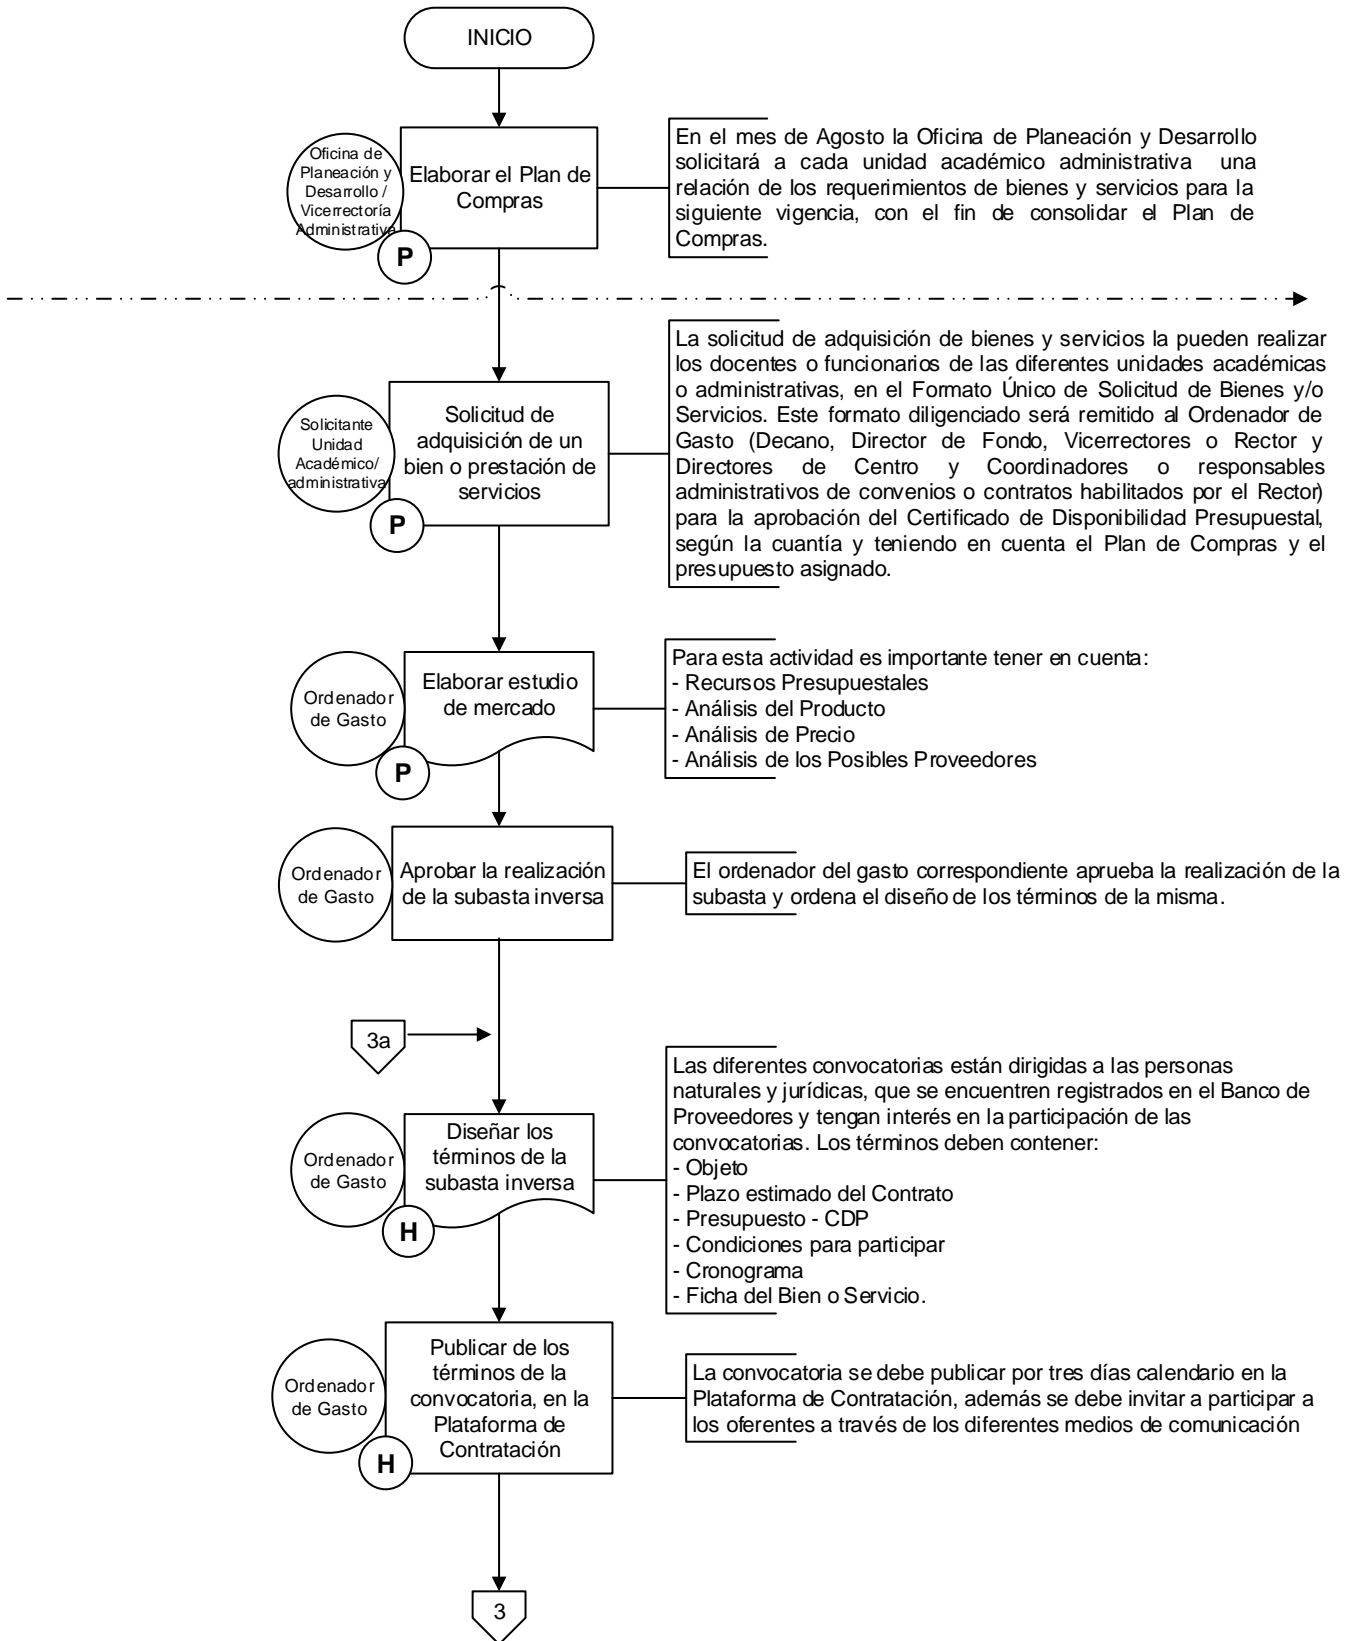 INICIO
Oficina de
Planeación y
Desarrollo /
Vicerrectoría
Administrativa
P
Elaborar el Plan de
Compras
En el mes de Agosto la Oficina de Planeación y Desarrollo
solicitará a cada unidad académico administrativa una
relación de los requerimientos de bienes y servicios para la
siguiente vigencia, con el fin de consolidar el Plan de
Compras.
Solicitante
Unidad
Académico/
administrativa
P
Solicitud de
adquisición de un
bien o prestación de
servicios
La solicitud de adquisición de bienes y servicios la pueden realizar
los docentes o funcionarios de las diferentes unidades académicas
o administrativas, en el Formato Único de Solicitud de Bienes y/o
Servicios. Este formato diligenciado será remitido al Ordenador de
Gasto (Decano, Director de Fondo, Vicerrectores o Rector y
Directores de Centro y Coordinadores o responsables
administrativos de convenios o contratos habilitados por el Rector)
para la aprobación del Certificado de Disponibilidad Presupuestal,
según la cuantía y teniendo en cuenta el Plan de Compras y el
presupuesto asignado.
Ordenador
de Gasto
P
Elaborar estudio
de mercado
Para esta actividad es importante tener en cuenta:
- Recursos Presupuestales
- Análisis del Producto
- Análisis de Precio
- Análisis de los Posibles Proveedores
Ordenador
de Gasto
Aprobar la realización
de la subasta inversa
El ordenador del gasto correspondiente aprueba la realización de la
subasta y ordena el diseño de los términos de la misma.
3a
Ordenador
de Gasto
H
Diseñar los
términos de la
subasta inversa
Las diferentes convocatorias están dirigidas a las personas
naturales y jurídicas, que se encuentren registrados en el Banco de
Proveedores y tengan interés en la participación de las
convocatorias. Los términos deben contener:
- Objeto
- Plazo estimado del Contrato
- Presupuesto - CDP
- Condiciones para participar
- Cronograma
- Ficha del Bien o Servicio.
Ordenador
de Gasto
H
Publicar de los
términos de la
convocatoria, en la
Plataforma de
Contratación
La convocatoria se debe publicar por tres días calendario en la
Plataforma de Contratación, además se debe invitar a participar a
los oferentes a través de los diferentes medios de comunicación
3